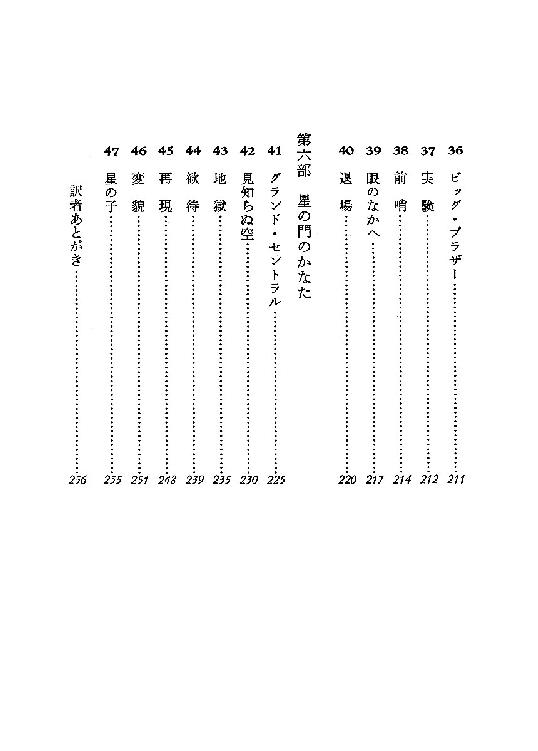 36 ビッグ・ブラザー……211
37 実験……212
38 前哨……214
39 眼のなかへ……217
40 退場……220
第六部 星の門のかなた
41 グランド・セントラル……225
42 見知らぬ空……230
43 地獄……235
44 歓待……239
45 再現……248
46 変貌……251
47 星の子……255
訳者あとがき……256